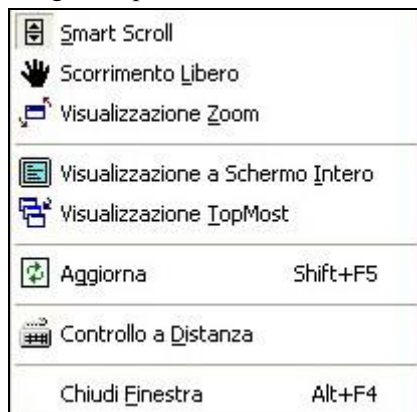 Smart Scroll
Scorrimento Libero
Visualizzazione Zoom
Visualizzazione a Schermo Intero
Visualizzazione TopMost
Aggiorna Shift+F5
Controllo a Distanza
Chiudi Finestra Alt+F4